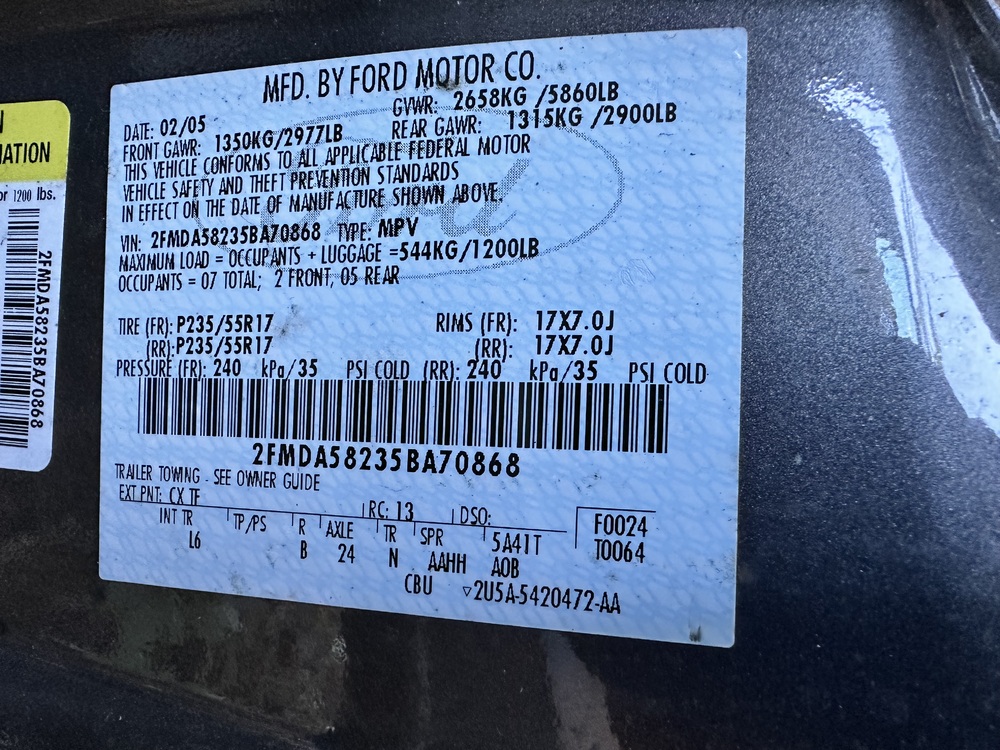 MFD. BY FORD MOTOR CO.
DATE: 02/05 GVWR: 2658KG /5860LB
FRONT GAWR: 1350KG/2977LB REAR GAWR: 1315KG /2900LB
THIS VEHICLE CONFORMS TO ALL APPLICABLE FEDERAL MOTOR
VEHICLE SAFETY AND THEFT PREVENTION STANDARDS
IN EFFECT ON THE DATE OF MANUFACTURE SHOWN ABOVE.
VIN: 2FMDA58235BA70868 TYPE: MPV
MAXIMUM LOAD = OCCUPANTS + LUGGAGE =544KG/1200LB
OCCUPANTS = 07 TOTAL; 2 FRONT, 05 REAR
TIRE (FR): P235/55R17 RIMS (FR): 17X7.0J
(RR): P235/55R17 (RR): 17X7.0J
PRESSURE (FR): 240 kPa/35 PSI COLD (RR): 240 kPa/35 PSI COLD
2FMDA58235BA70868
TRAILER TOWING - SEE OWNER GUIDE
EXT PNT: CX TF RC: 13 DSO: F0024
INT TR TP/PS R AXLE TR SPR 5A41T T0064
L6 B 24 N AAHH AOB
CBU ▽2U5A-5420472-AA
N
MATION
or 1200 lbs.
2FMDA58235BA70868
Ford